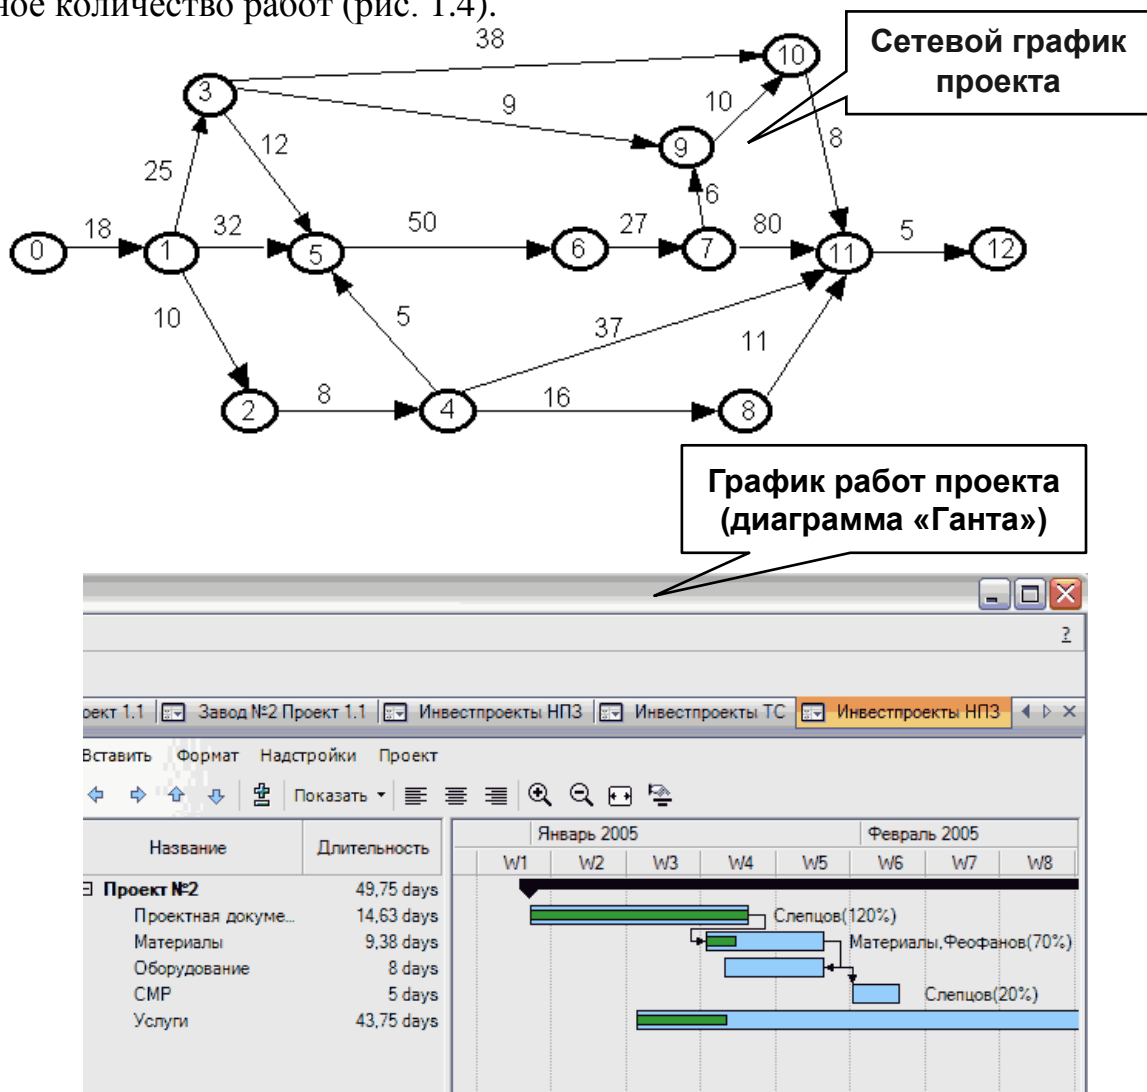 ное количество работ (рис. 1.4).
Сетевой график
проекта
38
10
3
9
10
12
9
8
25
6
18
32
50
27
80
5
0
1
5
6
7
11
12
10
5
37
11
8
16
2
4
8
График работ проекта
(диаграмма «Ганта»)
?
оект 1.1 Завод №2 Проект 1.1 Инвестпроекты НПЗ Инвестпроекты ТС Инвестпроекты НПЗ
Вставить Формат Надстройки Проект
Показать
Название Длительность Январь 2005 Февраль 2005
W1 W2 W3 W4 W5 W6 W7 W8
Проект №2 49,75 days
Проектная докуме... 14,63 days Слепцов(120%)
Материалы 9,38 days Материалы,Феофанов(70%)
Оборудование 8 days
СМР 5 days Слепцов(20%)
Услуги 43,75 days